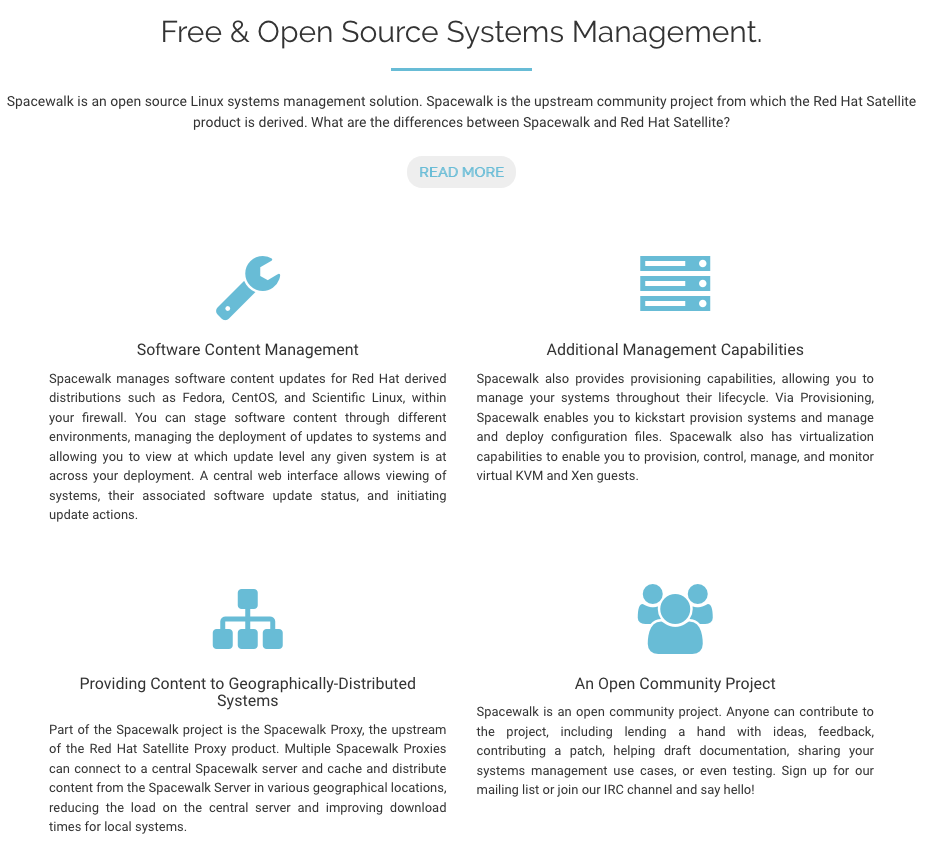 Free & Open Source Systems Management.
Spacewalk is an open source Linux systems management solution. Spacewalk is the upstream community project from which the Red Hat Satellite
product is derived. What are the differences between Spacewalk and Red Hat Satellite?
READ MORE
Software Content Management
Spacewalk manages software content updates for Red Hat derived
distributions such as Fedora, CentOS, and Scientific Linux, within
your firewall. You can stage software content through different
environments, managing the deployment of updates to systems and
allowing you to view at which update level any given system is at
across your deployment. A central web interface allows viewing of
systems, their associated software update status, and initiating
update actions.
Additional Management Capabilities
Spacewalk also provides provisioning capabilities, allowing you to
manage your systems throughout their lifecycle. Via Provisioning,
Spacewalk enables you to kickstart provision systems and manage
and deploy configuration files. Spacewalk also has virtualization
capabilities to enable you to provision, control, manage, and monitor
virtual KVM and Xen guests.
Providing Content to Geographically-Distributed
Systems
Part of the Spacewalk project is the Spacewalk Proxy, the upstream
of the Red Hat Satellite Proxy product. Multiple Spacewalk Proxies
can connect to a central Spacewalk server and cache and distribute
content from the Spacewalk Server in various geographical locations,
reducing the load on the central server and improving download
times for local systems.
An Open Community Project
Spacewalk is an open community project. Anyone can contribute to
the project, including lending a hand with ideas, feedback,
contributing a patch, helping draft documentation, sharing your
systems management use cases, or even testing. Sign up for our
mailing list or join our IRC channel and say hello!